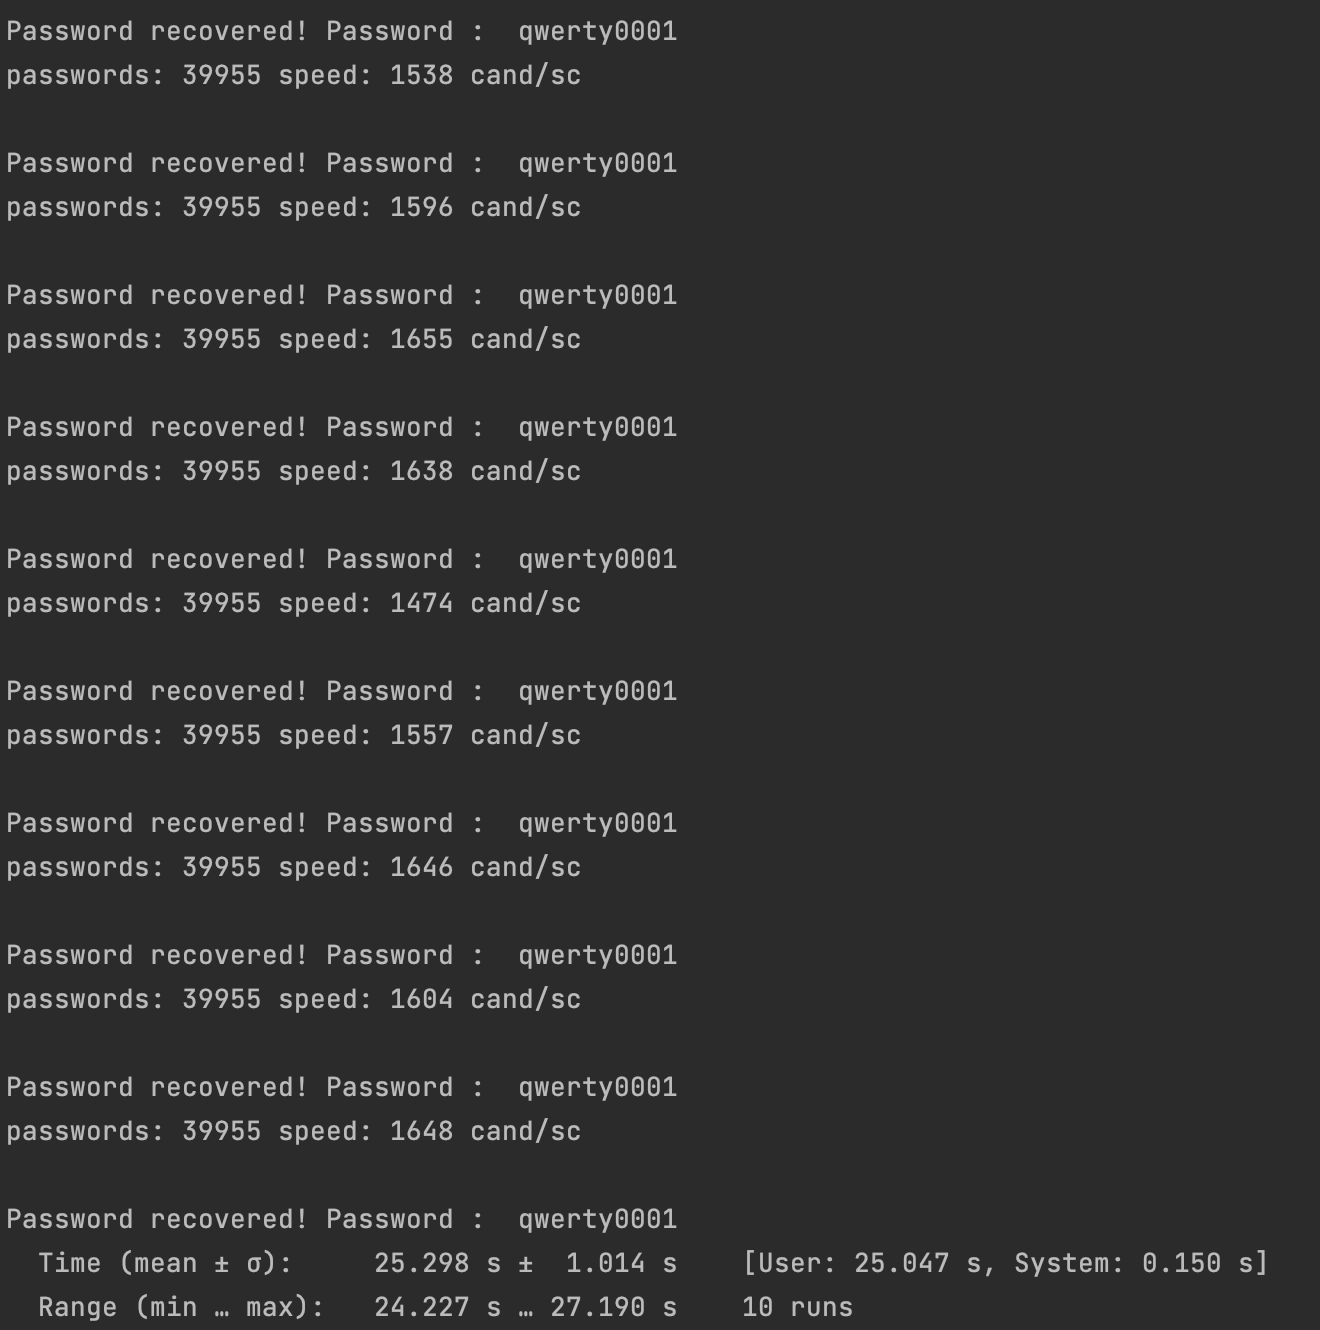 Password recovered! Password :  qwerty0001
passwords: 39955 speed: 1538 cand/sc
Password recovered! Password :  qwerty0001
passwords: 39955 speed: 1596 cand/sc
Password recovered! Password :  qwerty0001
passwords: 39955 speed: 1655 cand/sc
Password recovered! Password :  qwerty0001
passwords: 39955 speed: 1638 cand/sc
Password recovered! Password :  qwerty0001
passwords: 39955 speed: 1474 cand/sc
Password recovered! Password :  qwerty0001
passwords: 39955 speed: 1557 cand/sc
Password recovered! Password :  qwerty0001
passwords: 39955 speed: 1646 cand/sc
Password recovered! Password :  qwerty0001
passwords: 39955 speed: 1604 cand/sc
Password recovered! Password :  qwerty0001
passwords: 39955 speed: 1648 cand/sc
Password recovered! Password :  qwerty0001
  Time (mean ± σ):     25.298 s ±  1.014 s    [User: 25.047 s, System: 0.150 s]
  Range (min … max):   24.227 s … 27.190 s    10 runs